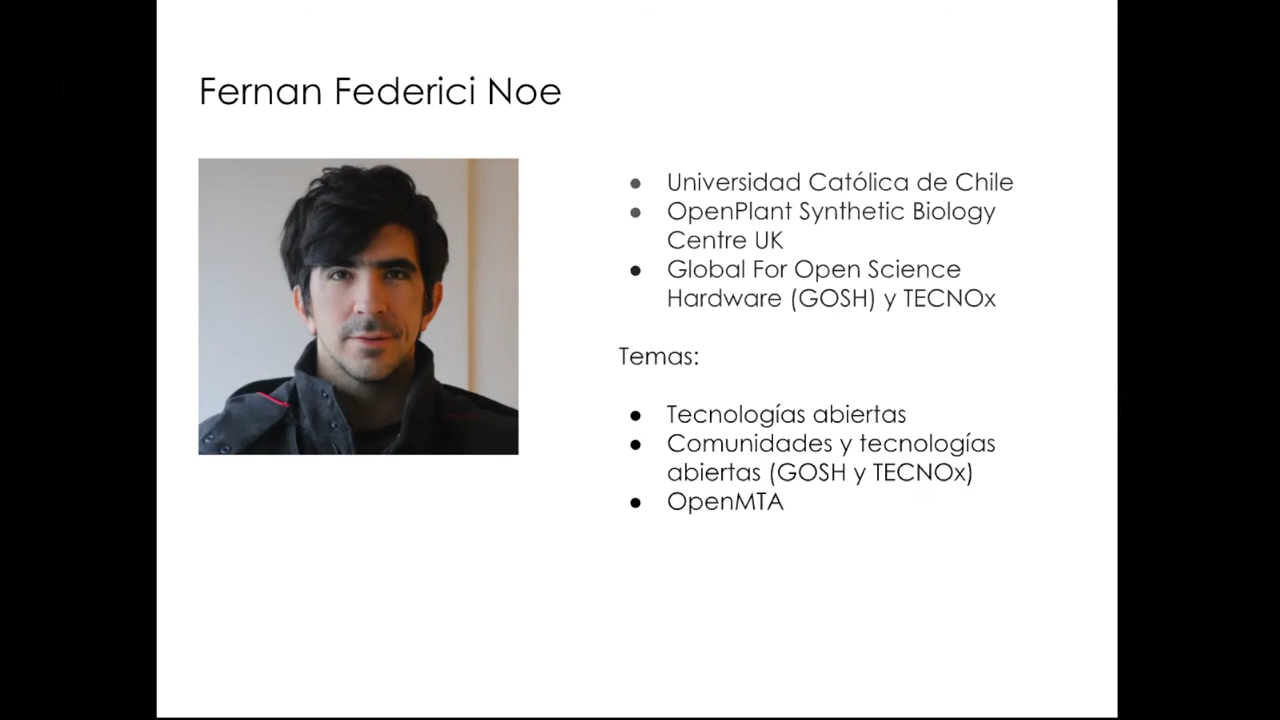 Fernan Federici Noe
● Universidad Católica de Chile
● OpenPlant Synthetic Biology
Centre UK
● Global For Open Science
Hardware (GOSH) y TECNOx
Temas:
● Tecnologías abiertas
● Comunidades y tecnologías
abiertas (GOSH y TECNOx)
● OpenMTA